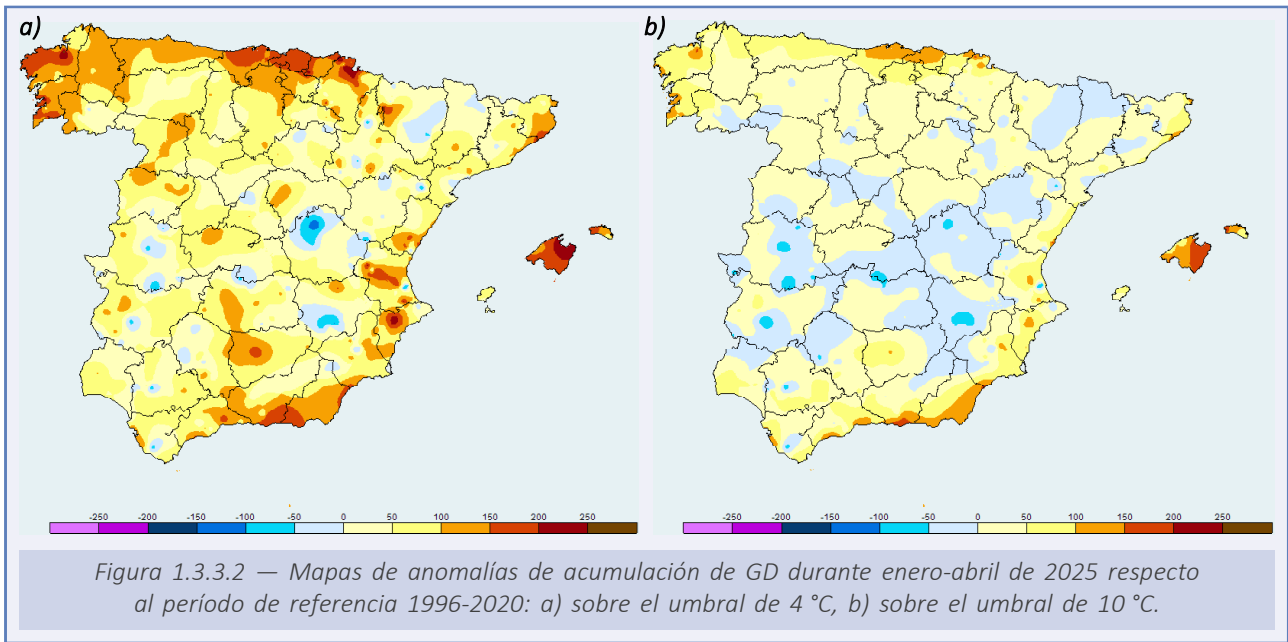 a)
b)
-250 -200 -150 -100 -50 0 50 100 150 200 250
-250 -200 -150 -100 -50 0 50 100 150 200 250
Figura 1.3.3.2 — Mapas de anomalías de acumulación de GD durante enero-abril de 2025 respecto
al período de referencia 1996-2020: a) sobre el umbral de 4 °C, b) sobre el umbral de 10 °C.